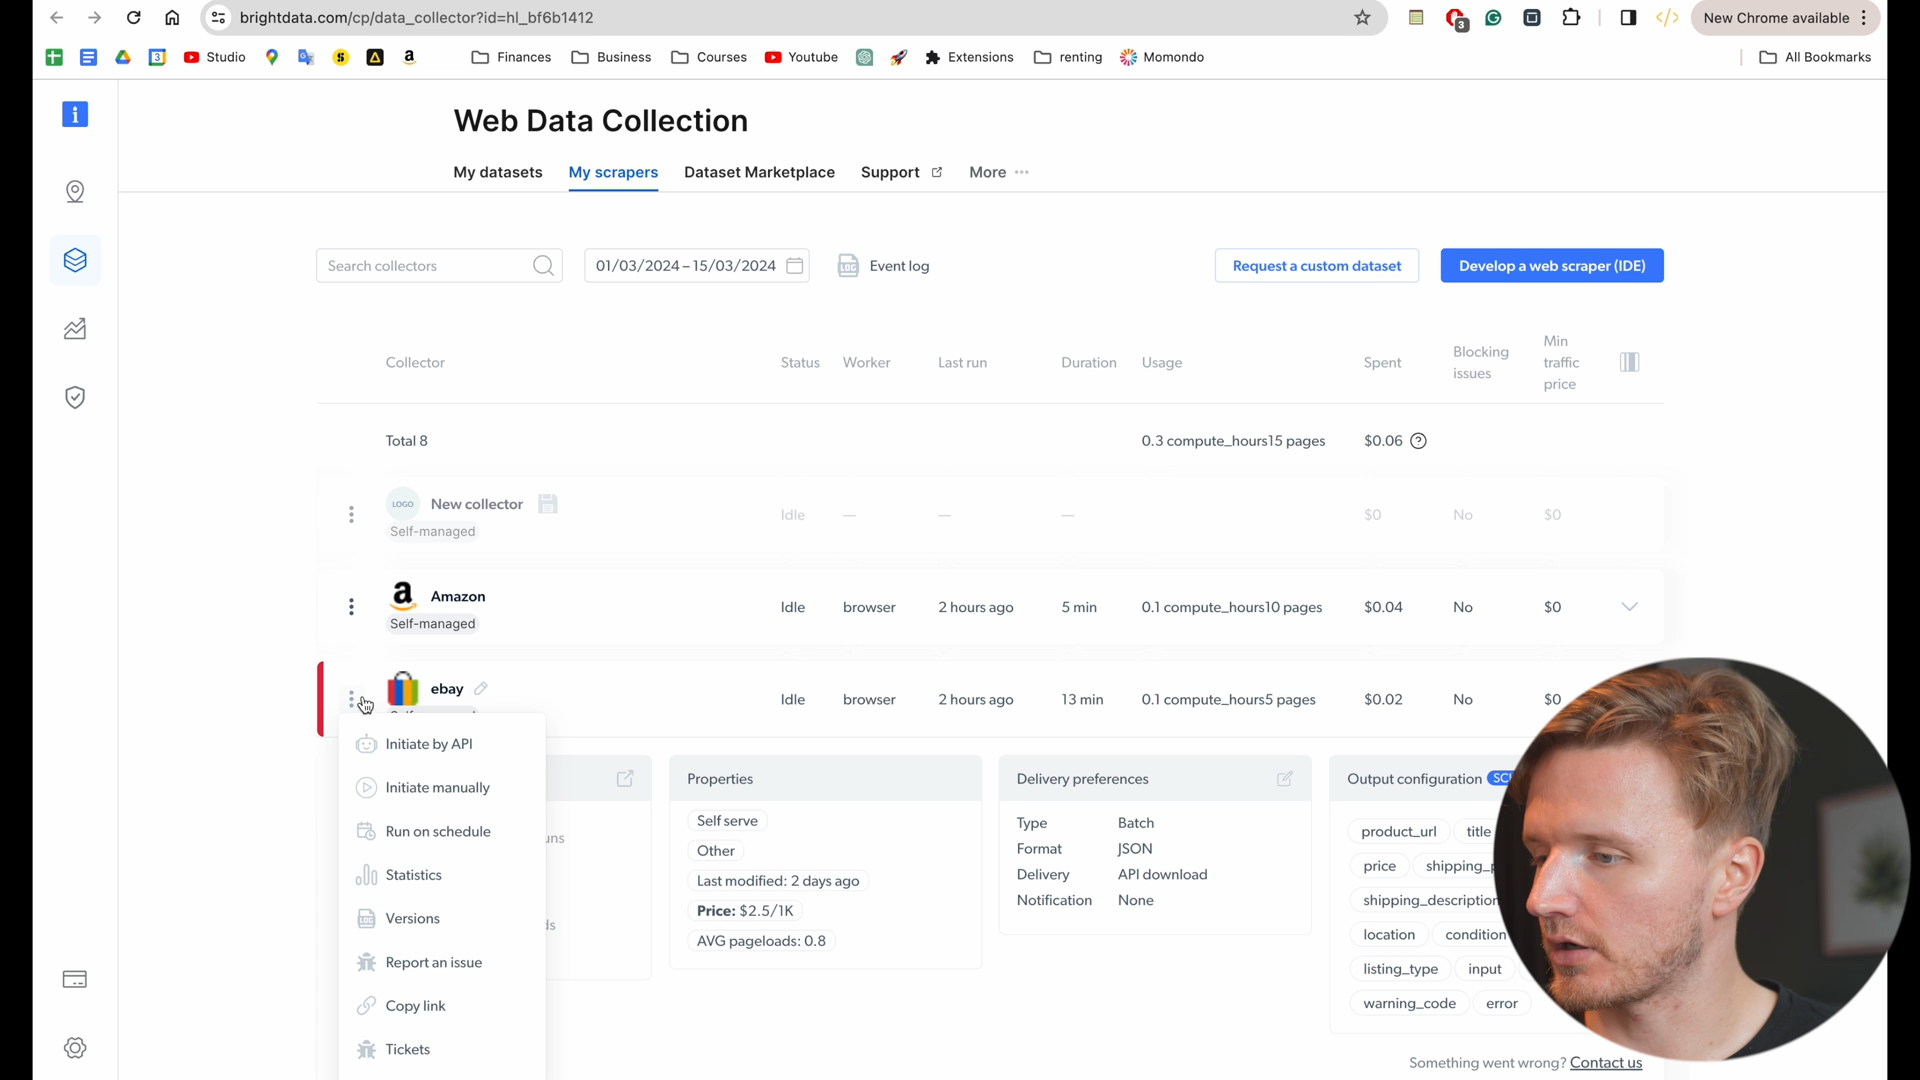 brightdata.com/cp/data_collector?id=hl_bf6b1412
3
New Chrome available
3
Studio
Finances
Business
Courses
Youtube
Extensions
renting
Momondo
All Bookmarks
i
Web Data Collection
My datasets
My scrapers
Dataset Marketplace
Support
More
Search collectors
01/03/2024 – 15/03/2024
LOG
Event log
Request a custom dataset
Develop a web scraper (IDE)
Collector
Status
Worker
Last run
Duration
Usage
Spent
Blocking
issues
Min
traffic
price
Total 8
0.3 compute_hours15 pages
$0.06
LOGO
New collector
Self-managed
Idle
—
—
—
$0
No
$0
a
Amazon
Self-managed
Idle
browser
2 hours ago
5 min
0.1 compute_hours10 pages
$0.04
No
$0
ebay
Idle
browser
2 hours ago
13 min
0.1 compute_hours5 pages
$0.02
No
$0
Initiate by API
Initiate manually
Run on schedule
Statistics
LOG
Versions
Report an issue
Copy link
Tickets
Properties
Self serve
Other
Last modified: 2 days ago
Price: $2.5/1K
AVG pageloads: 0.8
Delivery preferences
Type Batch
Format JSON
Delivery API download
Notification None
Output configuration
product_url title
price
shipping_description
location condition
listing_type input
warning_code error
Something went wrong? Contact us